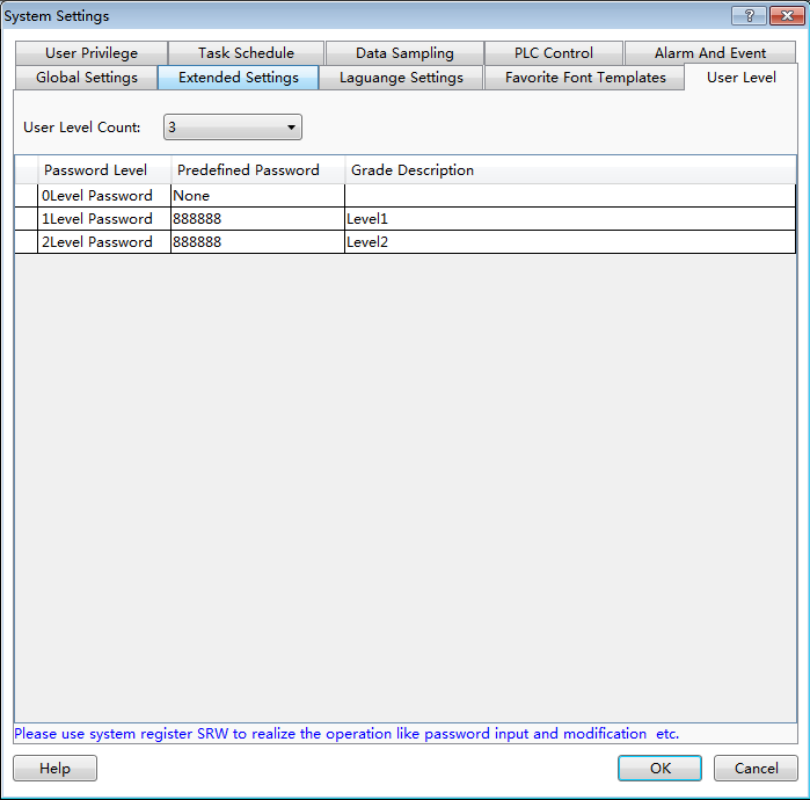 System Settings
?
User Privilege Task Schedule Data Sampling PLC Control Alarm And Event
Global Settings Extended Settings Laguange Settings Favorite Font Templates User Level
User Level Count: 3
Password Level Predefined Password Grade Description
0Level Password None
1Level Password 888888 Level1
2Level Password 888888 Level2
Please use system register SRW to realize the operation like password input and modification etc.
Help OK Cancel